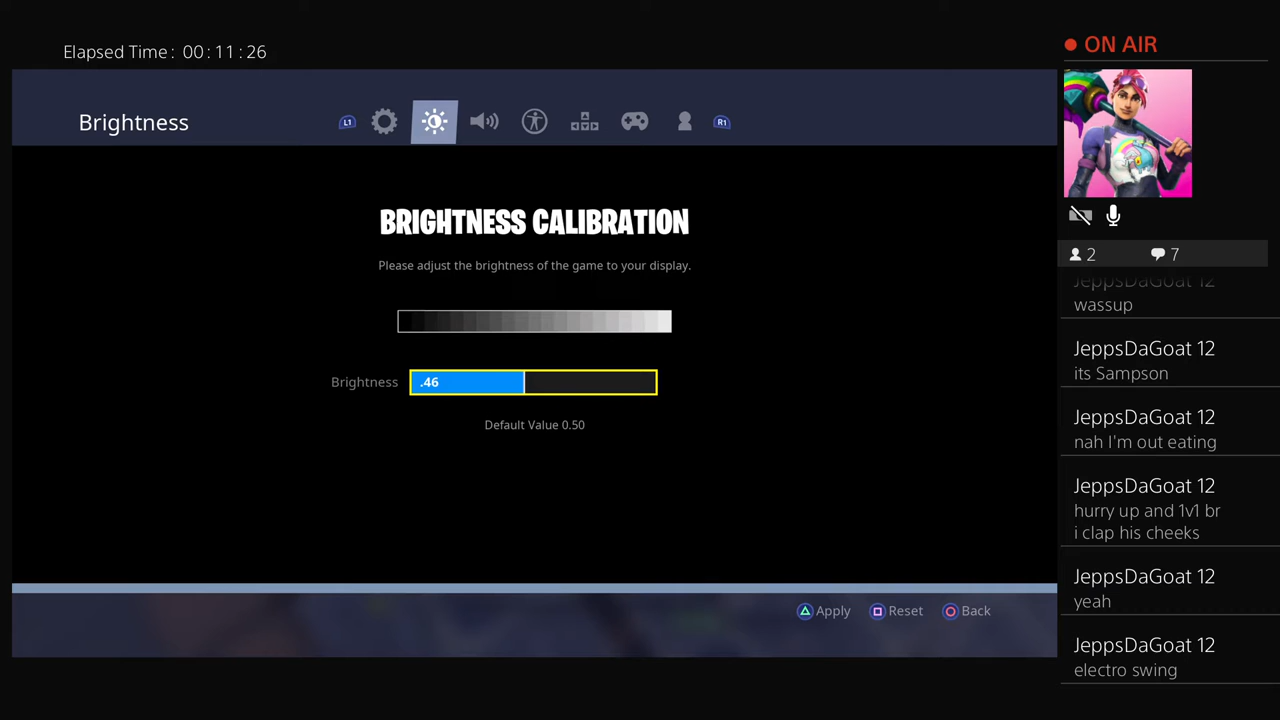 Elapsed Time: 00:11:26
ON AIR
Brightness
L1
R1
BRIGHTNESS CALIBRATION
Please adjust the brightness of the game to your display.
Brightness
.46
Default Value 0.50
Apply
Reset
Back
2
7
JeppsDaGoat 12
wassup
JeppsDaGoat 12
its Sampson
JeppsDaGoat 12
nah I'm out eating
JeppsDaGoat 12
hurry up and 1v1 br
i clap his cheeks
JeppsDaGoat 12
yeah
JeppsDaGoat 12
electro swing